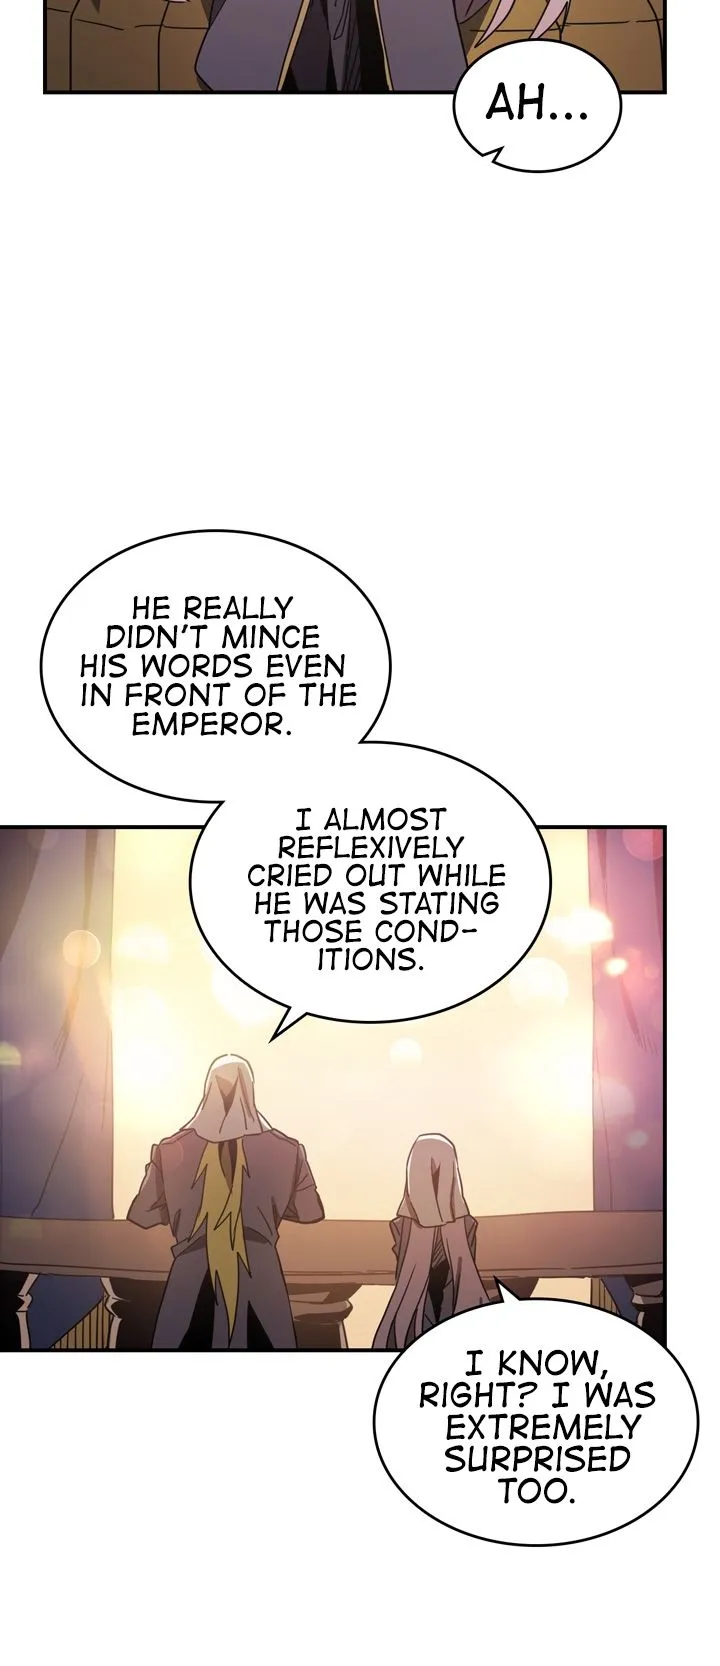 AH...
HE REALLY
DIDN'T MINCE
HIS WORDS EVEN
IN FRONT OF THE
EMPEROR.
I ALMOST
REFLEXIVELY
CRIED OUT WHILE
HE WAS STATING
THOSE COND-
ITIONS.
I KNOW,
RIGHT? I WAS
EXTREMELY
SURPRISED
TOO.